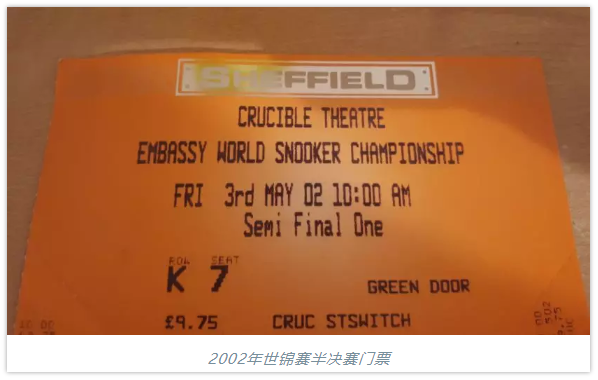 SHEFFIELD
CRUCIBLE THEATRE
EMBASSY WORLD SNOOKER CHAMPIONSHIP
FRI 3rd MAY 02 10:00 AM
Semi Final One
ROW SEAT
K 7
GREEN DOOR
£9.75 CRUC STSWITCH
2002年世锦赛半决赛门票